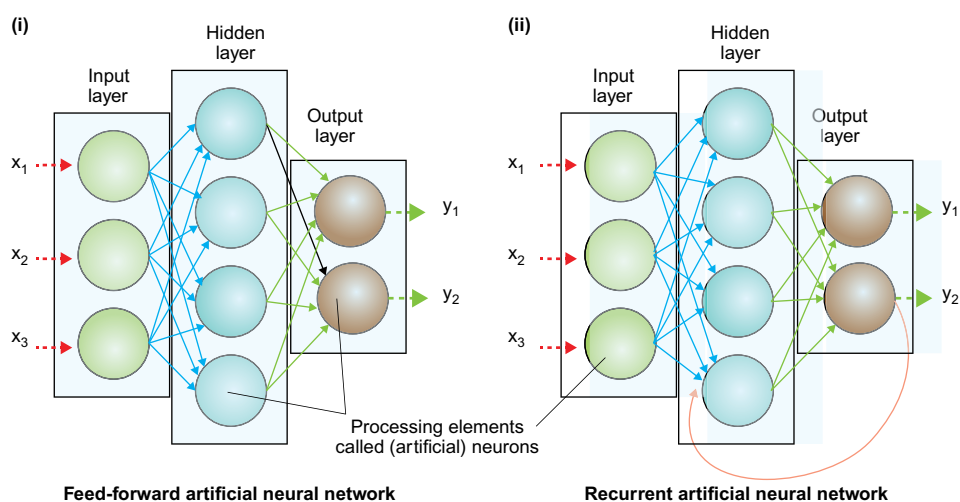 (i)
Hidden
layer
Input
layer
Output
layer
x1
x2
x3
y1
y2
(ii)
Hidden
layer
Input
layer
Output
layer
x1
x2
x3
y1
y2
Processing elements
called (artificial) neurons
Feed-forward artificial neural network
Recurrent artificial neural network